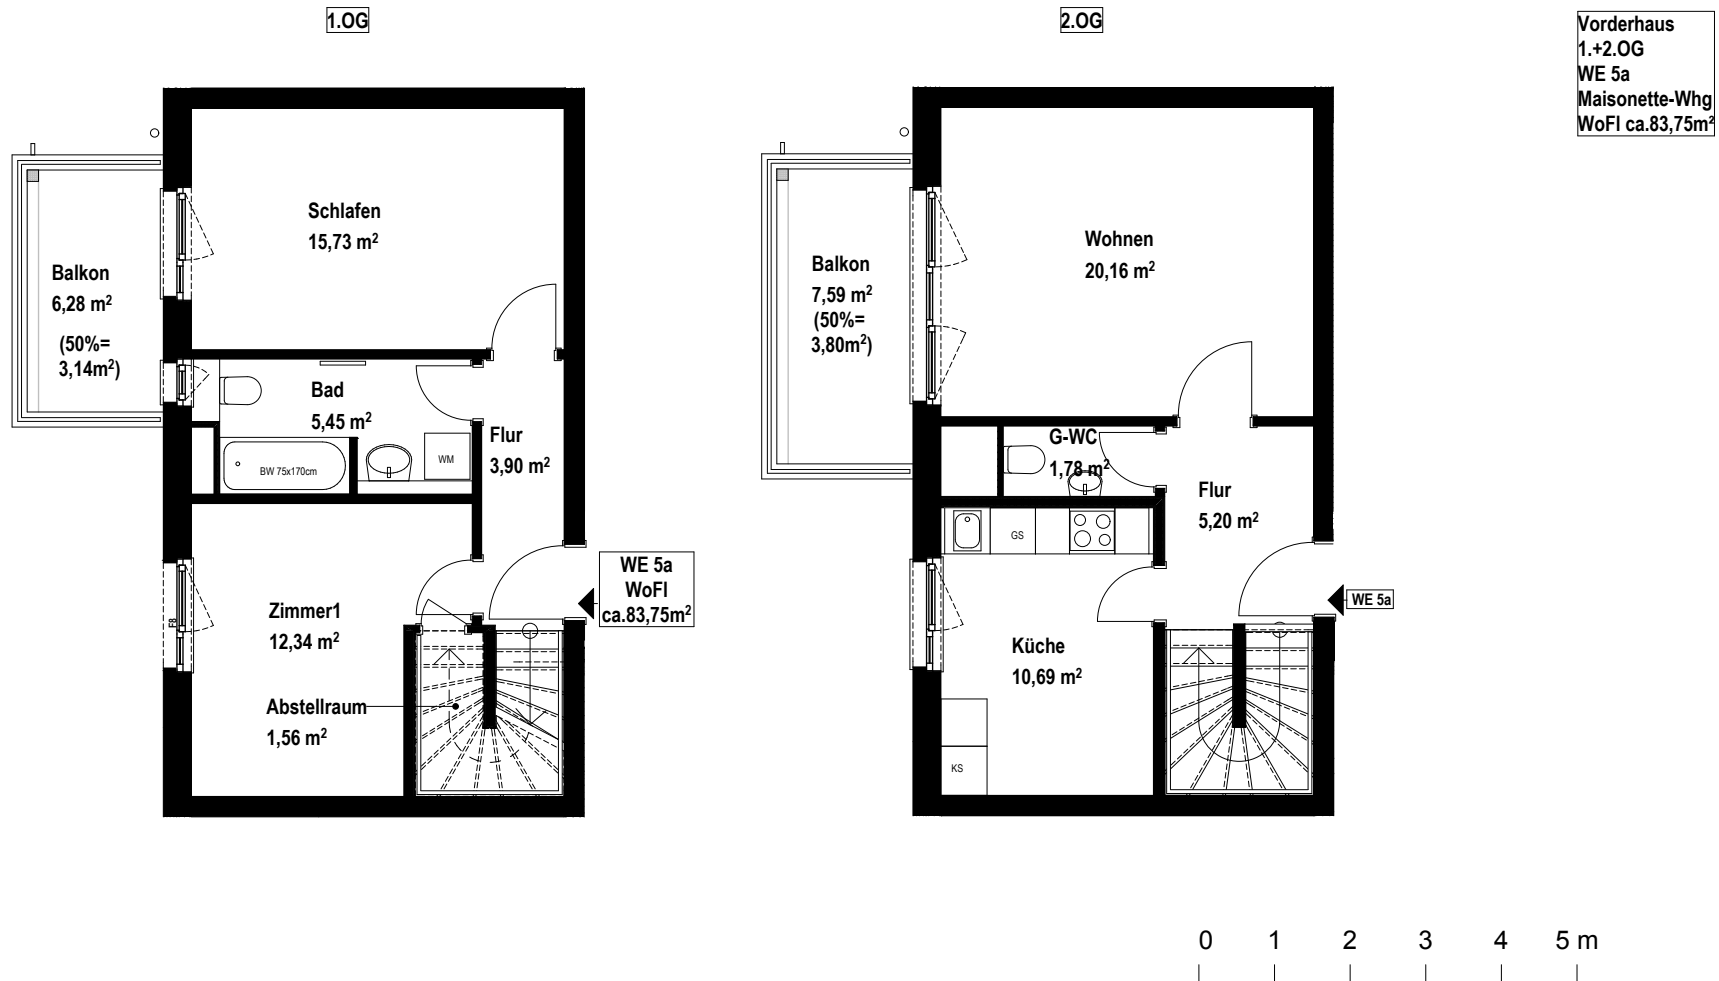 1.OG
2.OG
Vorderhaus
1.+2.OG
WE 5a
Maisonette-Whg
WoFl ca.83,75m²
Schlafen
15,73 m²
Balkon
6,28 m²
(50%=
3,14m²)
Bad
5,45 m²
BW 75x170cm
WM
Flur
3,90 m²
WE 5a
WoFl
ca.83,75m²
F8
Zimmer1
12,34 m²
Abstellraum
1,56 m²
Wohnen
20,16 m²
Balkon
7,59 m²
(50%=
3,80m²)
G-WC
1,78 m²
Flur
5,20 m²
GS
WE 5a
Küche
10,69 m²
KS
0 1 2 3 4 5 m